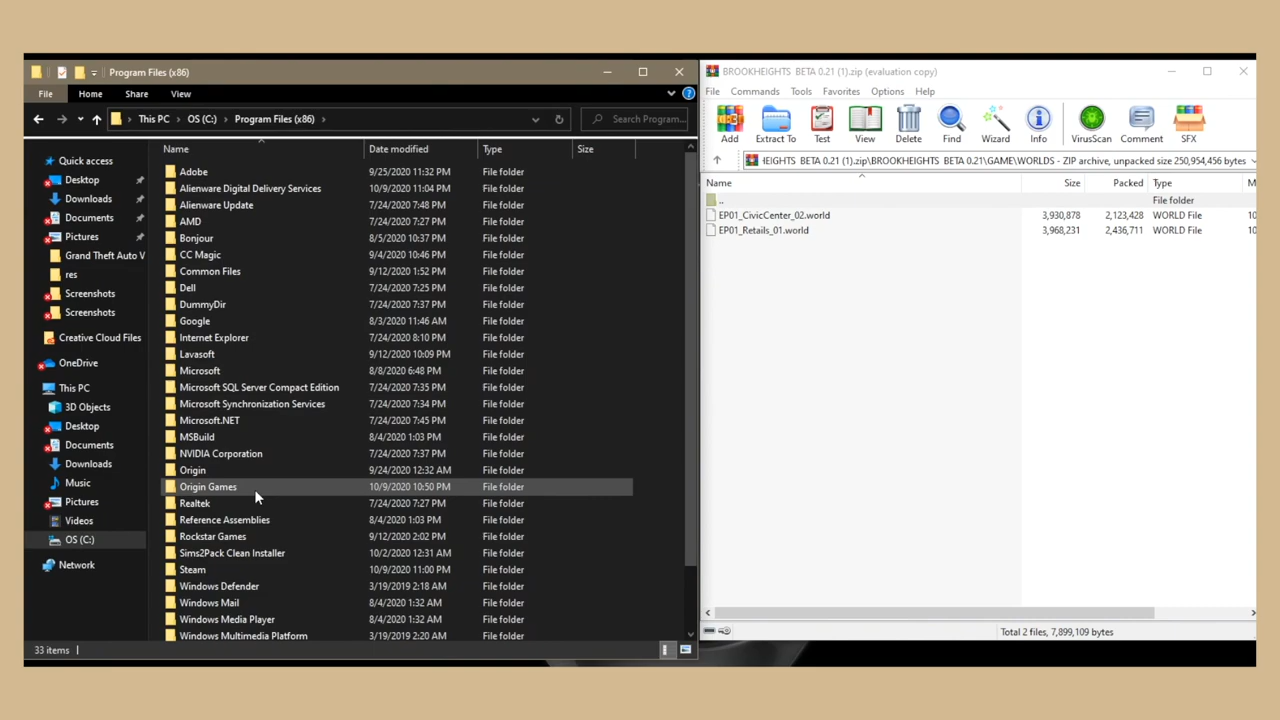 Program Files (x86)
File Home Share View
This PC OS (C:) Program Files (x86)
Search Program...
Name Date modified Type Size
Quick access
Desktop
Downloads
Documents
Pictures
Grand Theft Auto V
res
Screenshots
Screenshots
Creative Cloud Files
OneDrive
This PC
3D Objects
Desktop
Documents
Downloads
Music
Pictures
Videos
OS (C:)
Network
Adobe 9/25/2020 11:32 PM File folder
Alienware Digital Delivery Services 10/9/2020 11:04 PM File folder
Alienware Update 7/24/2020 7:48 PM File folder
AMD 7/24/2020 7:27 PM File folder
Bonjour 8/5/2020 10:37 PM File folder
CC Magic 9/4/2020 10:46 PM File folder
Common Files 9/12/2020 1:52 PM File folder
Dell 7/24/2020 7:25 PM File folder
DummyDir 7/24/2020 7:37 PM File folder
Google 8/3/2020 11:46 AM File folder
Internet Explorer 7/24/2020 8:10 PM File folder
Lavasoft 9/12/2020 10:09 PM File folder
Microsoft 8/8/2020 6:48 PM File folder
Microsoft SQL Server Compact Edition 7/24/2020 7:35 PM File folder
Microsoft Synchronization Services 7/24/2020 7:34 PM File folder
Microsoft.NET 7/24/2020 7:45 PM File folder
MSBuild 8/4/2020 1:03 PM File folder
NVIDIA Corporation 7/24/2020 7:37 PM File folder
Origin 9/24/2020 12:32 AM File folder
Origin Games 10/9/2020 10:50 PM File folder
Realtek 7/24/2020 7:27 PM File folder
Reference Assemblies 8/4/2020 1:03 PM File folder
Rockstar Games 9/12/2020 2:02 PM File folder
Sims2Pack Clean Installer 10/2/2020 12:31 AM File folder
Steam 10/9/2020 11:00 PM File folder
Windows Defender 3/19/2019 2:18 AM File folder
Windows Mail 8/4/2020 1:32 AM File folder
Windows Media Player 8/4/2020 1:32 AM File folder
Windows Multimedia Platform 3/19/2019 2:20 AM File folder
33 items
BROOKHEIGHTS BETA 0.21 (1).zip (evaluation copy)
File Commands Tools Favorites Options Help
Add Extract To Test View Delete Find Wizard Info VirusScan Comment SFX
HEIGHTS BETA 0.21 (1).zip\BROOKHEIGHTS BETA 0.21\GAME\WORLDS - ZIP archive, unpacked size 250,954,456 bytes
Name Size Packed Type M
.. File folder
EP01_CivicCenter_02.world 3,930,878 2,123,428 WORLD File 10
EP01_Retails_01.world 3,968,231 2,436,711 WORLD File 10
Total 2 files, 7,899,109 bytes